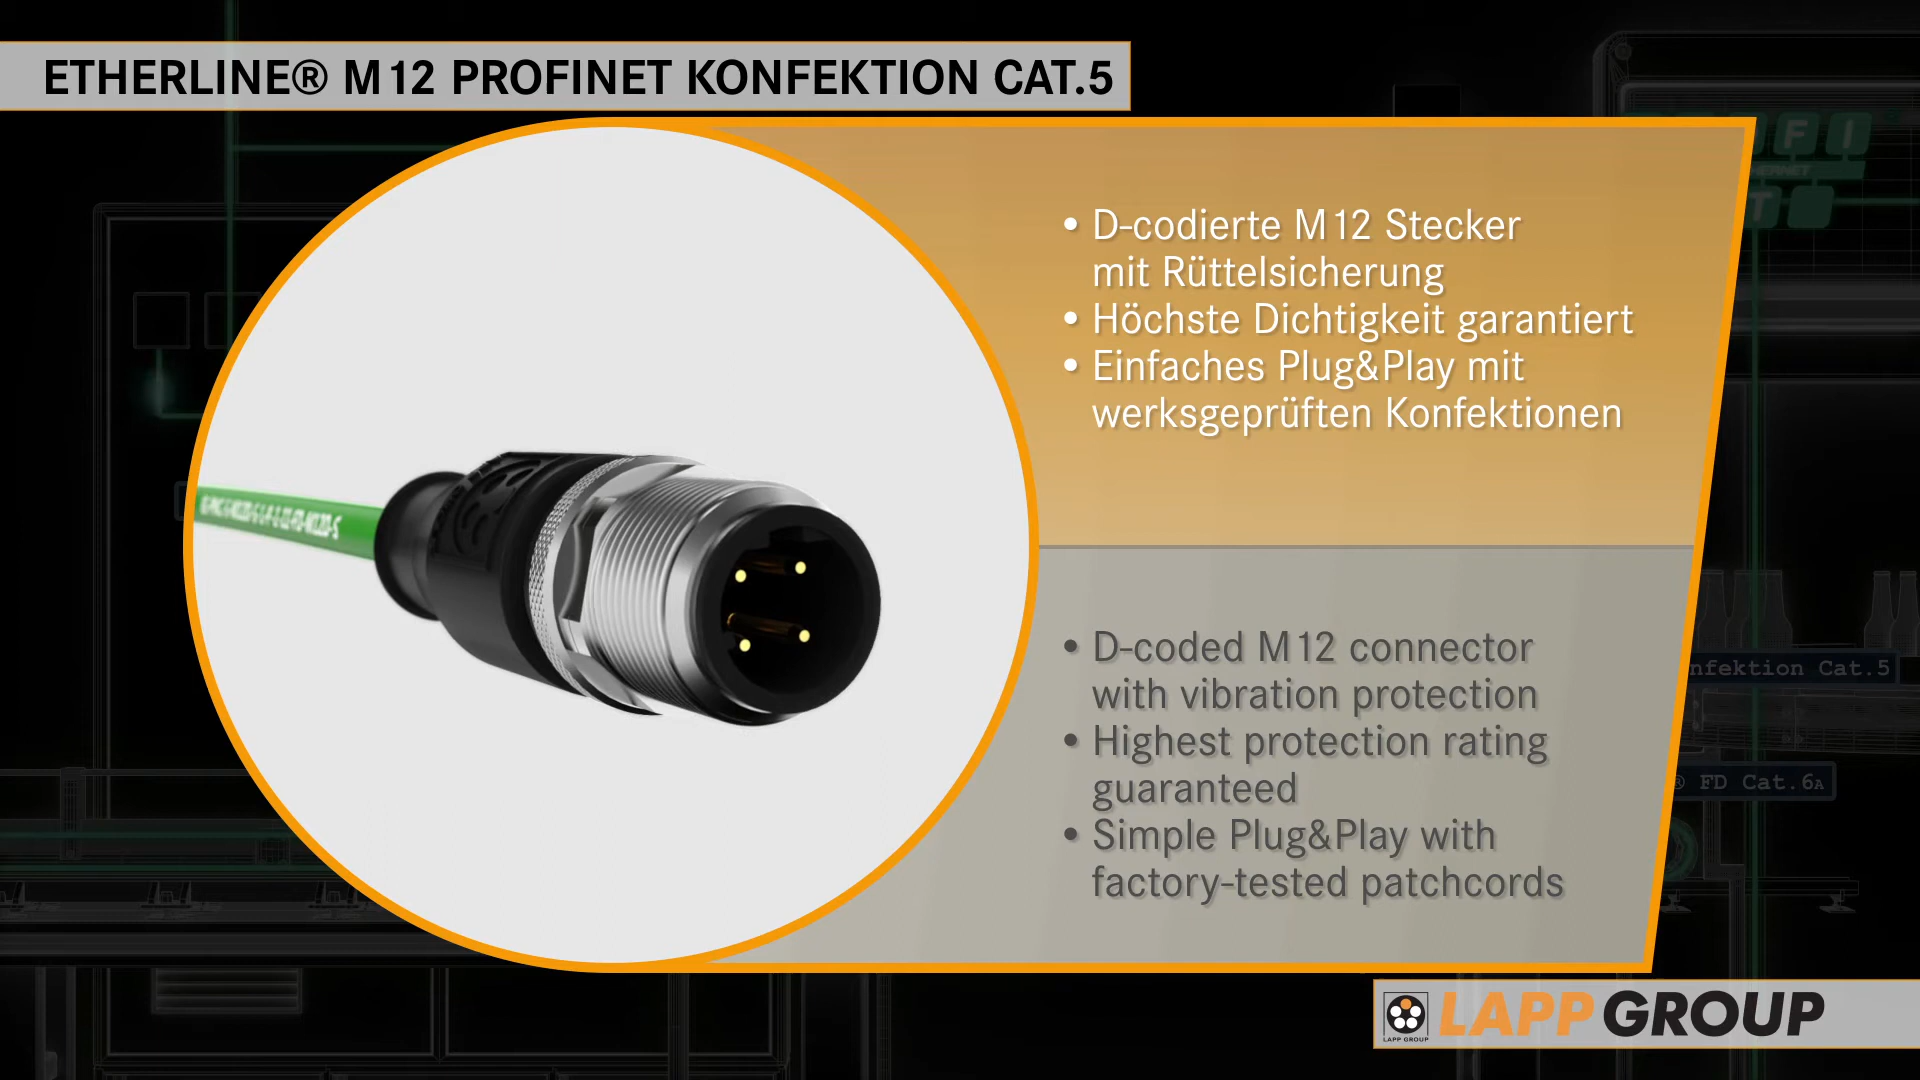 ETHERLINE® M12 PROFINET KONFEKTION CAT.5
F I
T
• D-codierte M12 Stecker
mit Rüttelsicherung
• Höchste Dichtigkeit garantiert
• Einfaches Plug&Play mit
werksgeprüften Konfektionen
• D-coded M12 connector
with vibration protection
• Highest protection rating
guaranteed
• Simple Plug&Play with
factory-tested patchcords
nfektion Cat.5
® FD Cat.6A
LAPP GROUP
LAPP GROUP